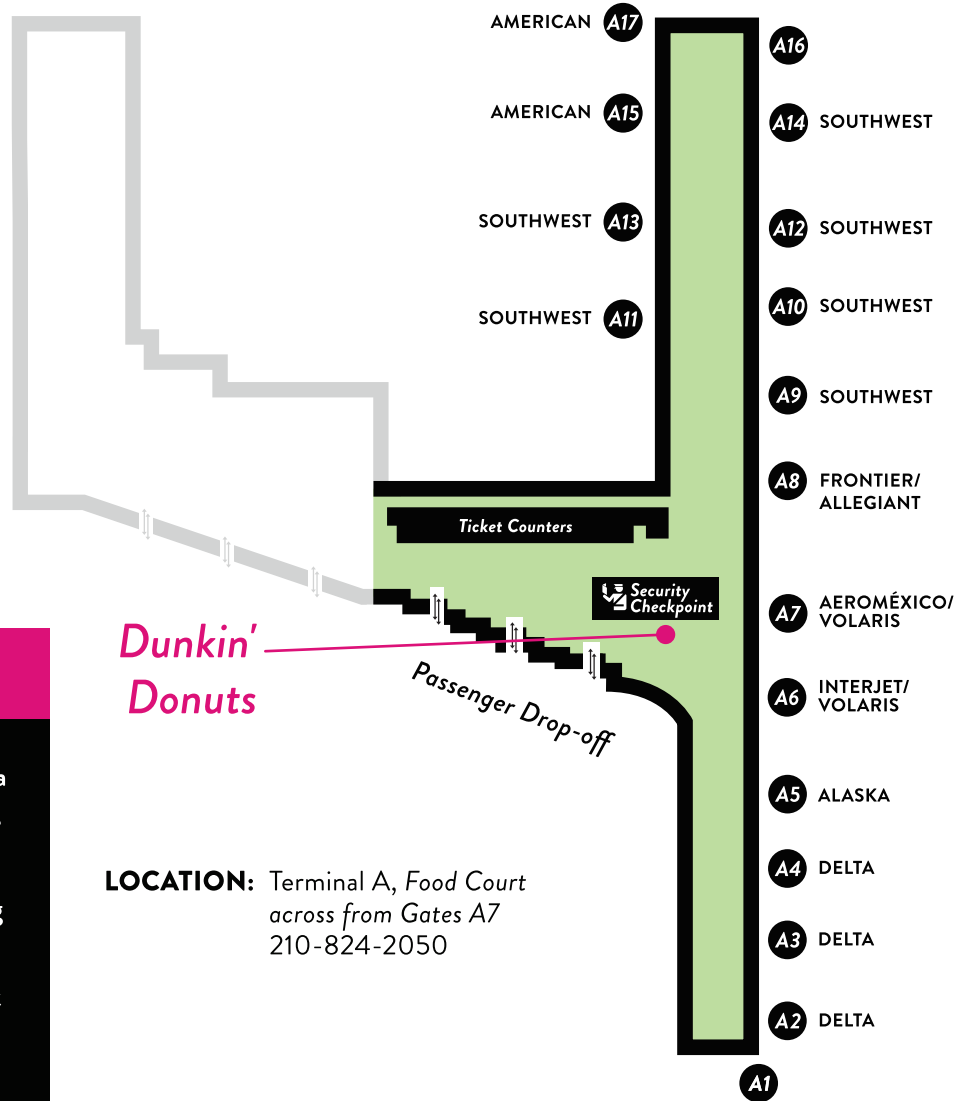 AMERICAN A17
A16
AMERICAN A15
A14 SOUTHWEST
SOUTHWEST A13
A12 SOUTHWEST
A10 SOUTHWEST
SOUTHWEST A11
A9 SOUTHWEST
A8 FRONTIER/
ALLEGIANT
Ticket Counters
Security
Checkpoint
A7 AEROMÉXICO/
VOLARIS
Dunkin'
Donuts
Passenger Drop-off
A6 INTERJET/
VOLARIS
A5 ALASKA
A4 DELTA
LOCATION: Terminal A, Food Court
across from Gates A7
210-824-2050
A3 DELTA
A2 DELTA
A1